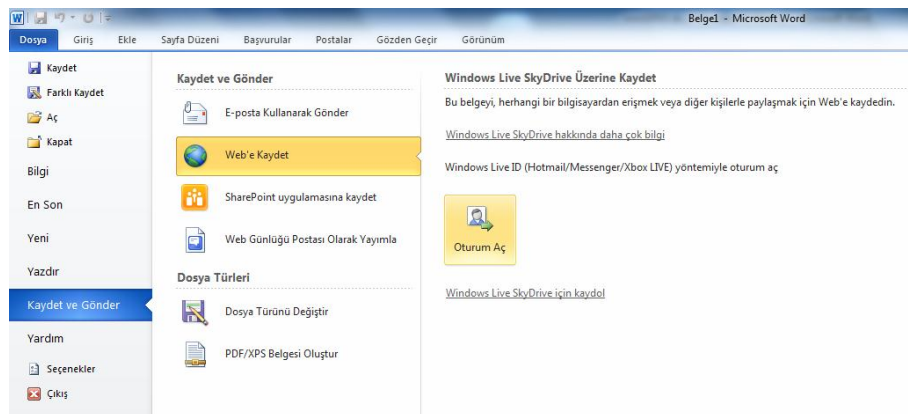 Belge1 - Microsoft Word
Dosya Giriş Ekle Sayfa Düzeni Başvurular Postalar Gözden Geçir Görünüm
Kaydet
Farklı Kaydet
Aç
Kapat
Bilgi
En Son
Yeni
Yazdır
Kaydet ve Gönder
Yardım
Seçenekler
Çıkış
Kaydet ve Gönder
E-posta Kullanarak Gönder
Web'e Kaydet
SharePoint uygulamasına kaydet
Web Günlüğü Postası Olarak Yayımla
Dosya Türleri
Dosya Türünü Değiştir
PDF/XPS Belgesi Oluştur
Windows Live SkyDrive Üzerine Kaydet
Bu belgeyi, herhangi bir bilgisayardan erişmek veya diğer kişilerle paylaşmak için Web'e kaydedin.
Windows Live SkyDrive hakkında daha çok bilgi
Windows Live ID (Hotmail/Messenger/Xbox LIVE) yöntemiyle oturum aç
Oturum Aç
Windows Live SkyDrive için kaydol